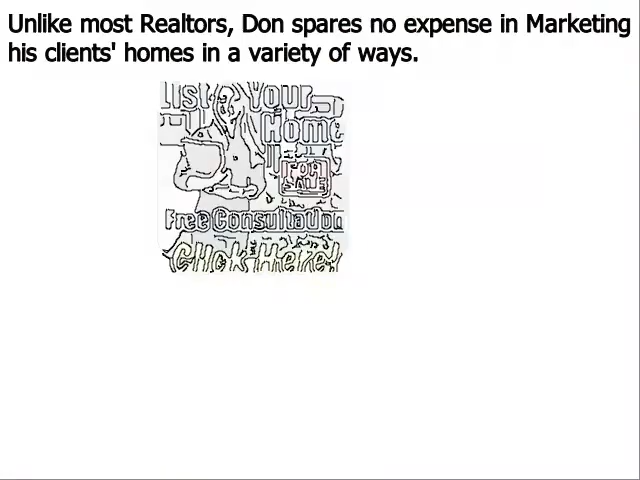 Unlike most Realtors, Don spares no expense in Marketing
his clients' homes in a variety of ways.
List Your
Home
FOR
SALE
Free Consultation
Click Here!